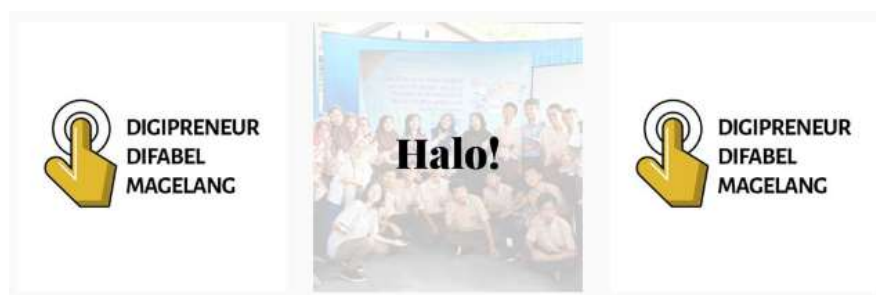 DIGIPRENEUR
DIFABEL
MAGELANG
Halo!
DIGIPRENEUR
DIFABEL
MAGELANG